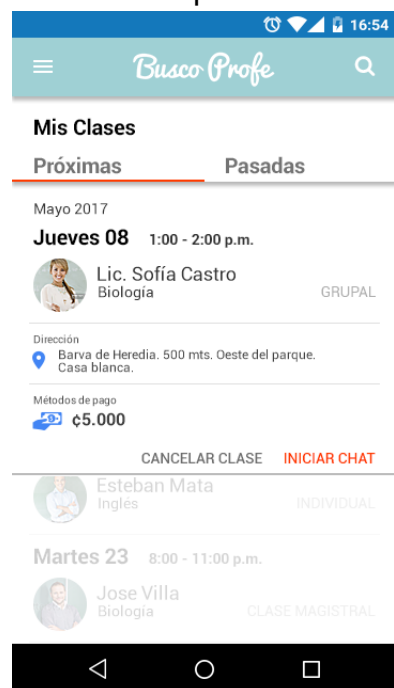 16:54
Busco Profe
Mis Clases
Próximas Pasadas
Mayo 2017
Jueves 08 1:00 - 2:00 p.m.
Lic. Sofía Castro
Biología GRUPAL
Dirección
Barva de Heredia. 500 mts. Oeste del parque.
Casa blanca.
Métodos de pago
₡5.000
CANCELAR CLASE INICIAR CHAT
Esteban Mata
Inglés INDIVIDUAL
Martes 23 8:00 - 11:00 p.m.
Jose Villa
Biología CLASE MAGISTRAL